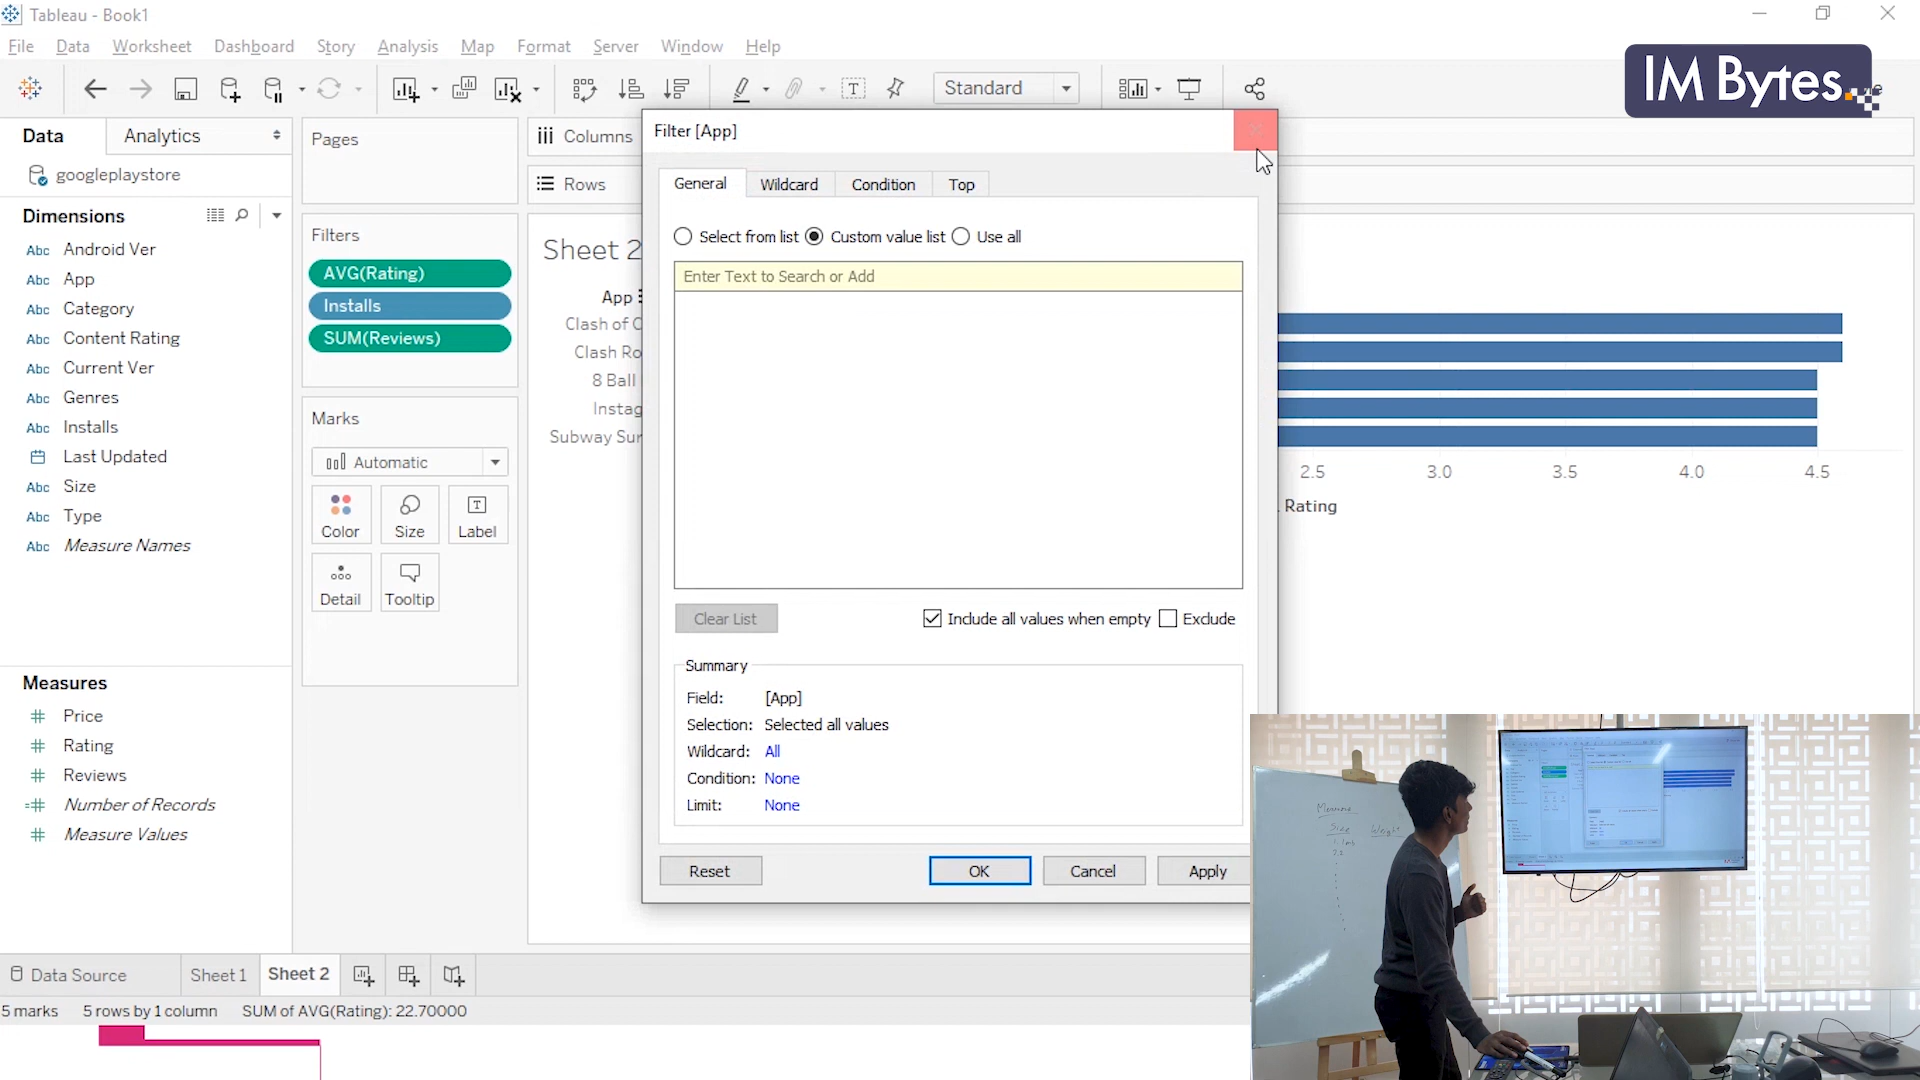 Tableau - Book1
File Data Worksheet Dashboard Story Analysis Map Format Server Window Help
IM Bytes.
Standard
Data
Analytics
googleplaystore
Dimensions
Android Ver
App
Category
Content Rating
Current Ver
Genres
Installs
Last Updated
Size
Type
Measure Names
Abc
Abc
Abc
Abc
Abc
Abc
Abc
Abc
Abc
Abc
Measures
Price
Rating
Reviews
Number of Records
Measure Values
Pages
Filters
AVG(Rating)
Installs
SUM(Reviews)
Marks
Automatic
Color
Size
Label
Detail
Tooltip
Columns
Rows
Sheet 2
App
Clash of C
Clash Ro
8 Ball
Instag
Subway Sur
Filter [App]
General
Wildcard
Condition
Top
Select from list
Custom value list
Use all
Enter Text to Search or Add
Clear List
Include all values when empty
Exclude
Summary
Field: [App]
Selection: Selected all values
Wildcard: All
Condition: None
Limit: None
Reset
OK
Cancel
Apply
2.5 3.0 3.5 4.0 4.5
. Rating
Measure
Size Weight
Data Source
Sheet 1
Sheet 2
5 marks
5 rows by 1 column
SUM of AVG(Rating): 22.70000